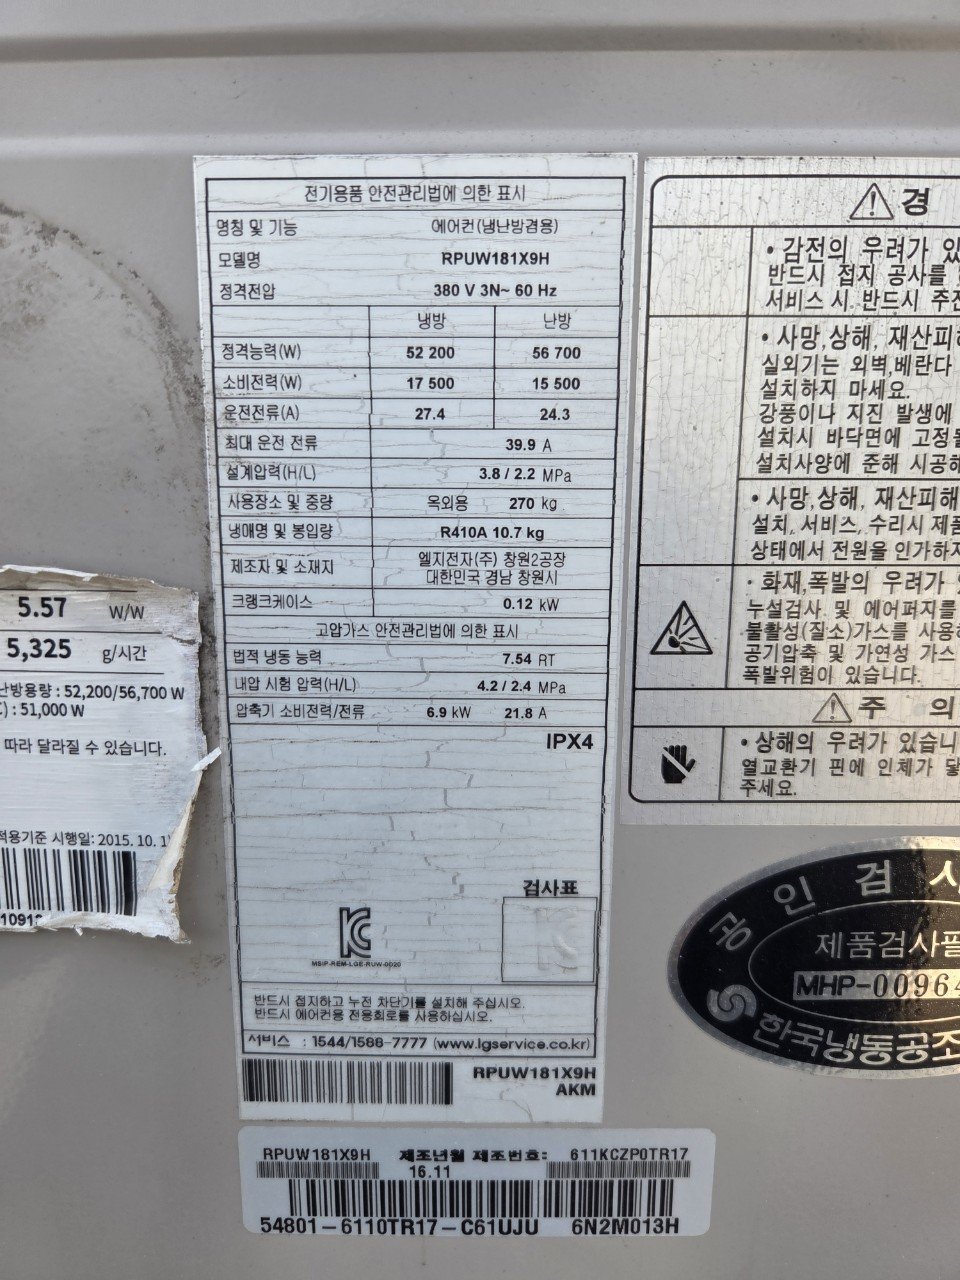 전기용품 안전관리법에 의한 표시
명칭 및 기능 에어컨(냉난방겸용)
모델명 RPUW181X9H
정격전압 380 V 3N~ 60 Hz
냉방 난방
정격능력(W) 52 200 56 700
소비전력(W) 17 500 15 500
운전전류(A) 27.4 24.3
최대 운전 전류 39.9 A
설계압력(H/L) 3.8 / 2.2 MPa
사용장소 및 중량 옥외용 270 kg
냉매명 및 봉입량 R410A 10.7 kg
제조자 및 소재지 엘지전자(주) 창원2공장
대한민국 경남 창원시
크랭크케이스 0.12 kW
고압가스 안전관리법에 의한 표시
법적 냉동 능력 7.54 RT
내압 시험 압력(H/L) 4.2 / 2.4 MPa
압축기 소비전력/전류 6.9 kW 21.8 A
IPX4
검사표
MSIP-REM-LGE-RUW-0020
반드시 접지하고 누전 차단기를 설치해 주십시오.
반드시 에어컨용 전용회로를 사용하십시오.
서비스 : 1544/1588-7777 (www.lgservice.co.kr)
RPUW181X9H
AKM
RPUW181X9H 제조년월 제조번호: 611KCZP0TR17
16.11
54801-6110TR17-C61UJU 6N2M013H
5.57 W/W
5,325 g/시간
난방용량 : 52,200/56,700 W
: 51,000 W
따라 달라질 수 있습니다.
적용기준 시행일: 2015. 10. 1
경
• 감전의 우려가
반드시 접지 공사를
서비스 시, 반드시
• 사망,상해, 재산피해
실외기는 외벽,베란다
설치하지 마세요.
강풍이나 지진 발생에
설치시 바닥면에
설치사양에 준해
• 사망,상해, 재산피해
설치, 서비스, 수리시
상태에서 전원을
• 화재,폭발의 우려가
누설검사 및 에어퍼지를
불활성(질소)가스를
공기압축 및 가연성 가스
폭발위험이 있습니다.
주 의
• 상해의 우려가
열교환기 핀에 인체가
주세요.
공인검사
제품검사필
MHP-00964
한국냉동공조